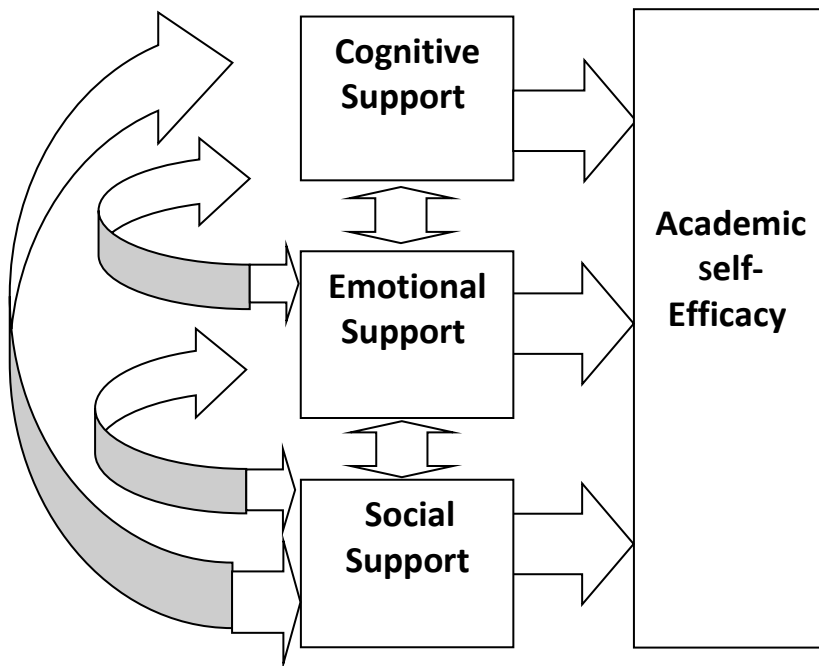 Cognitive
Support
Emotional
Support
Social
Support
Academic
self-
Efficacy